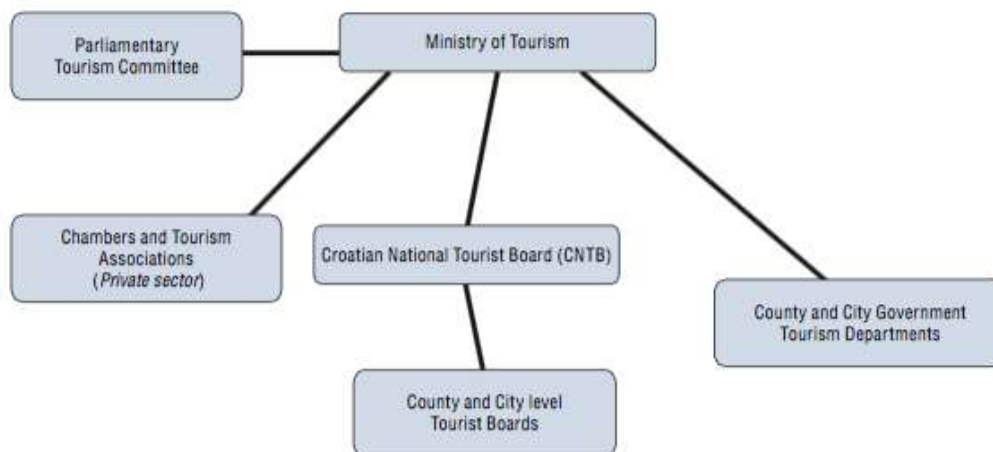 Parliamentary
Tourism Committee
Ministry of Tourism
Chambers and Tourism
Associations
(Private sector)
Croatian National Tourist Board (CNTB)
County and City Government
Tourism Departments
County and City level
Tourist Boards